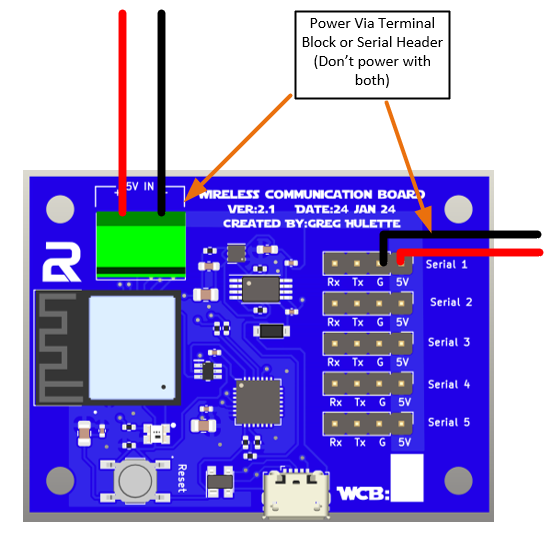 Power Via Terminal
Block or Serial Header
(Don't power with
both)
+ 5V IN -
WIRELESS COMMUNICATION BOARD
VER:2.1 DATE:24 JAN 24
CREATED BY:GREG HULETTE
R
Serial 1
Rx Tx G 5V
Serial 2
Rx Tx G 5V
Serial 3
Rx Tx G 5V
Serial 4
Rx Tx G 5V
Serial 5
Rx Tx G 5V
Reset
WCB: